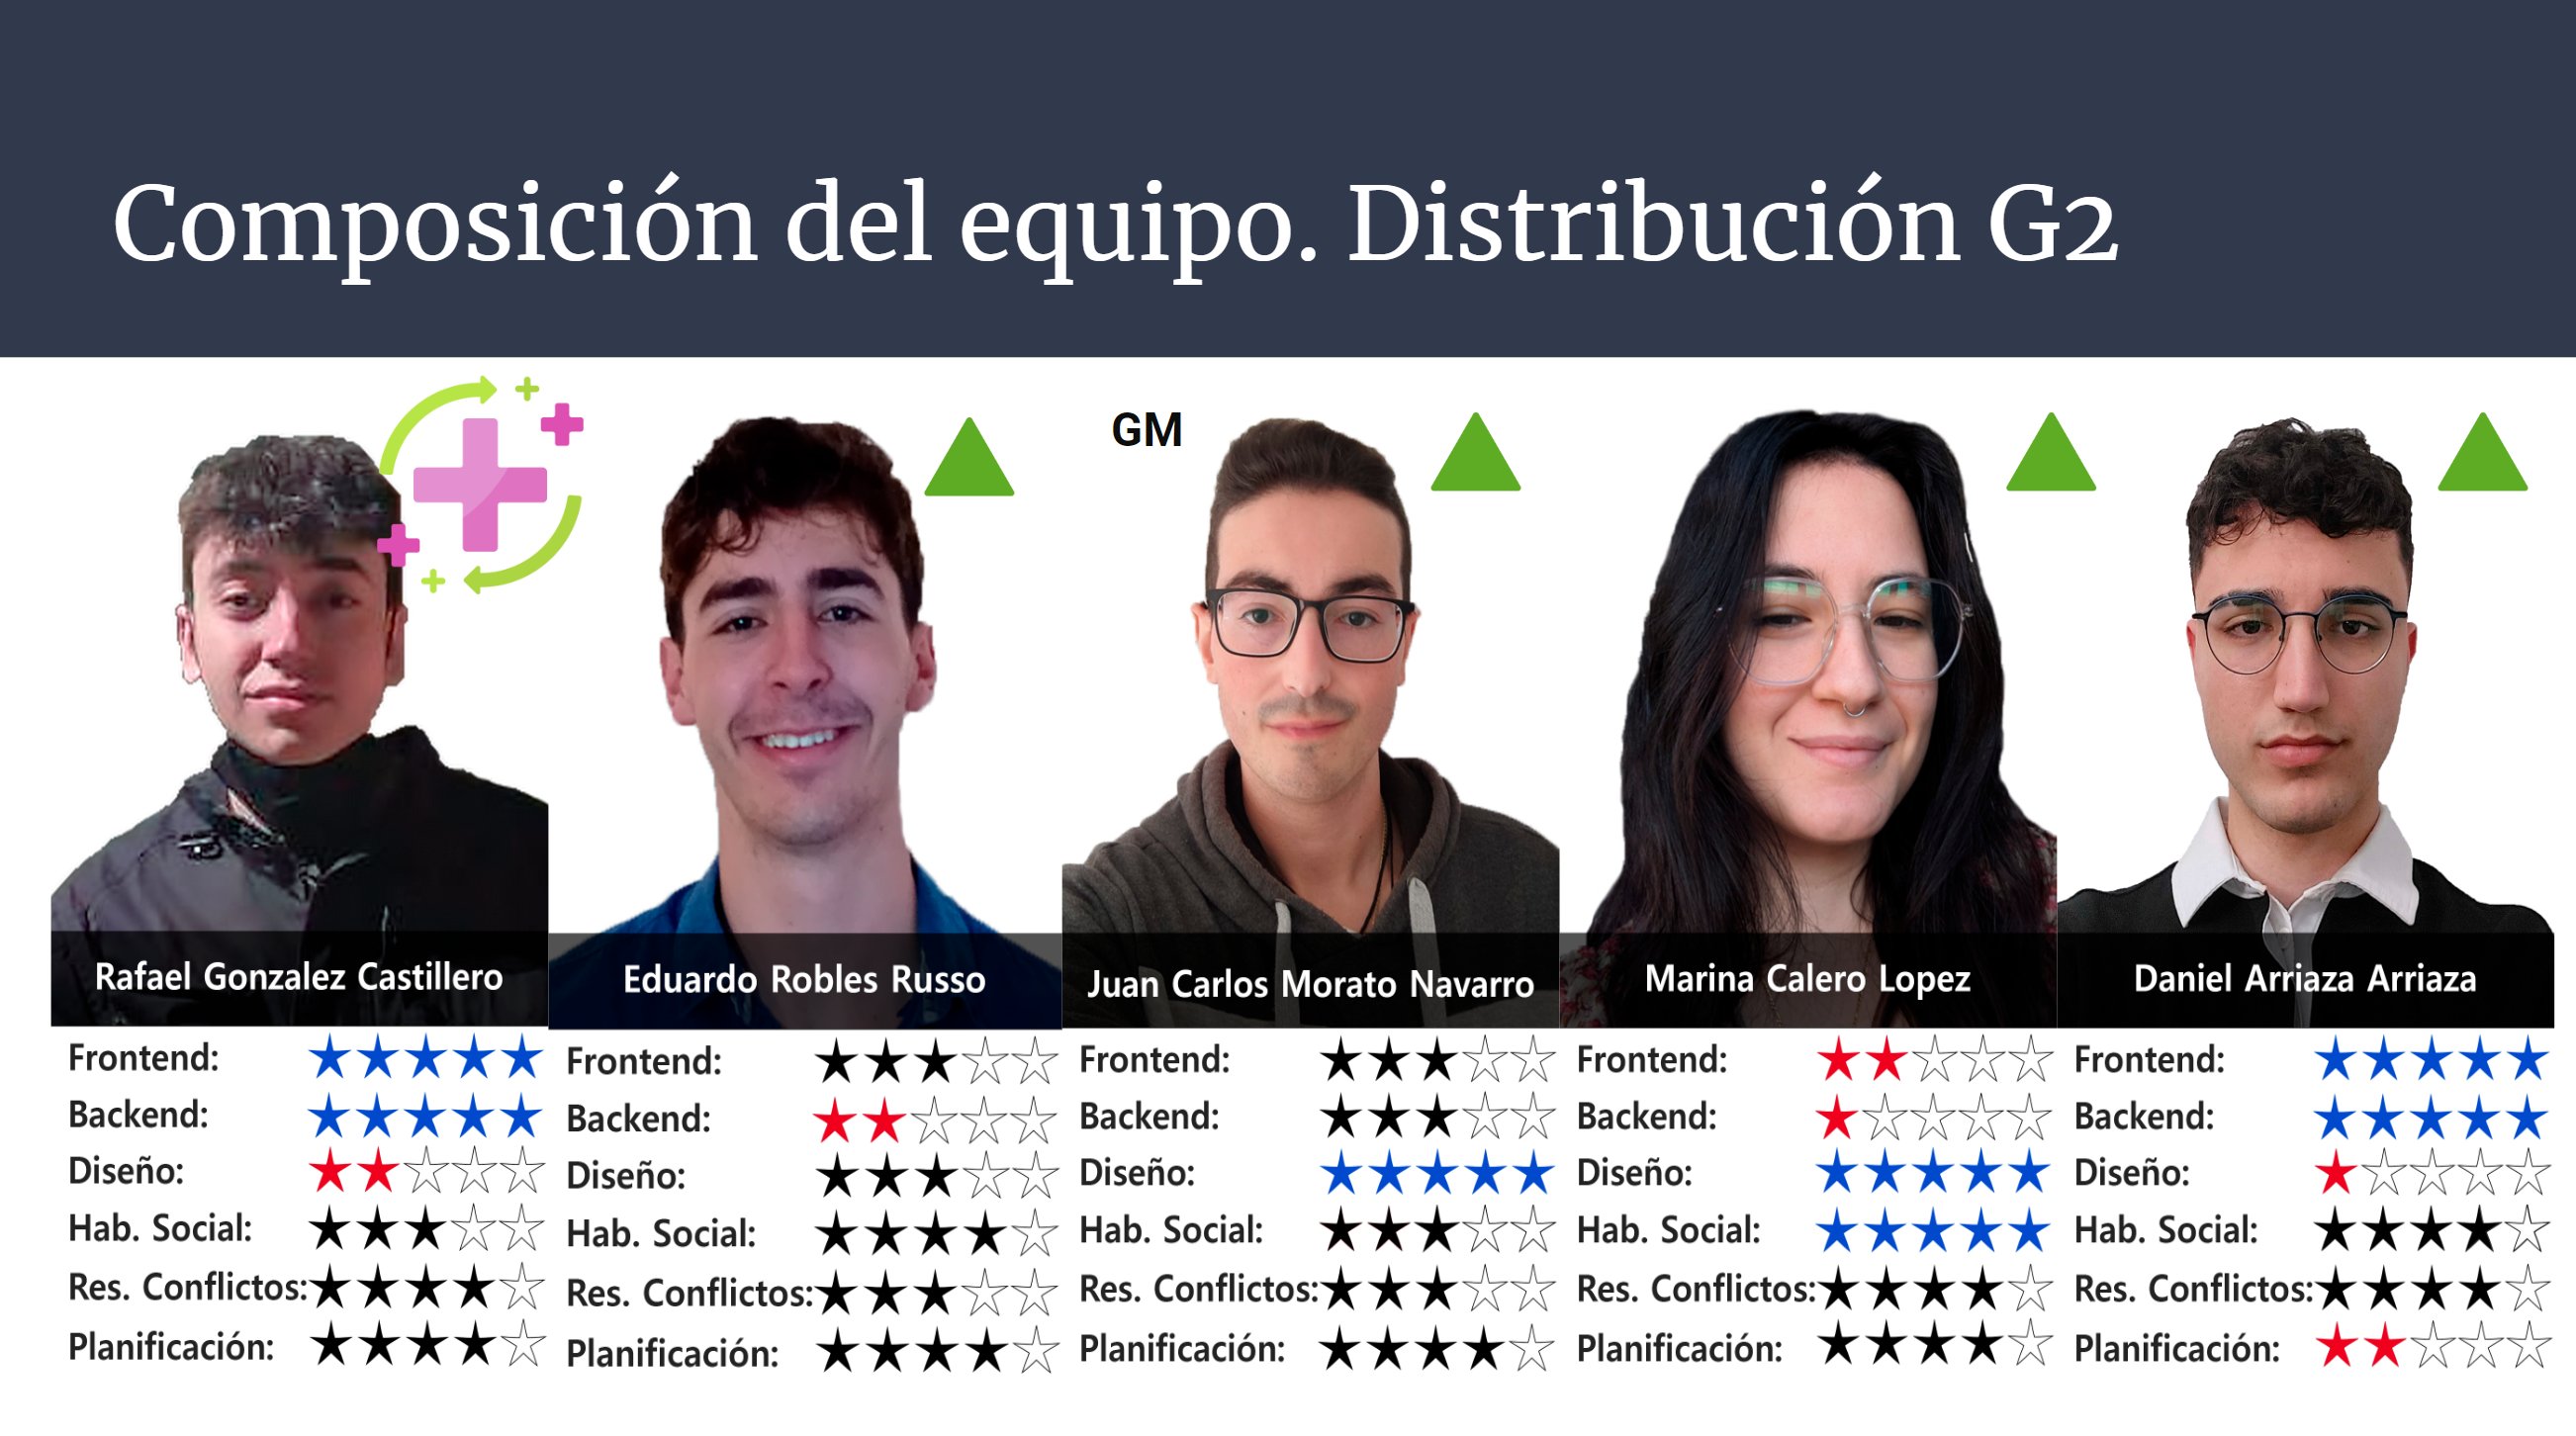 Composición del equipo. Distribución G2
GM
Rafael Gonzalez Castillero
Frontend:
Backend:
Diseño:
Hab. Social:
Res. Conflictos:
Planificación:
Eduardo Robles Russo
Frontend:
Backend:
Diseño:
Hab. Social:
Res. Conflictos:
Planificación:
Juan Carlos Morato Navarro
Frontend:
Backend:
Diseño:
Hab. Social:
Res. Conflictos:
Planificación:
Marina Calero Lopez
Frontend:
Backend:
Diseño:
Hab. Social:
Res. Conflictos:
Planificación:
Daniel Arriaza Arriaza
Frontend:
Backend:
Diseño:
Hab. Social:
Res. Conflictos:
Planificación: